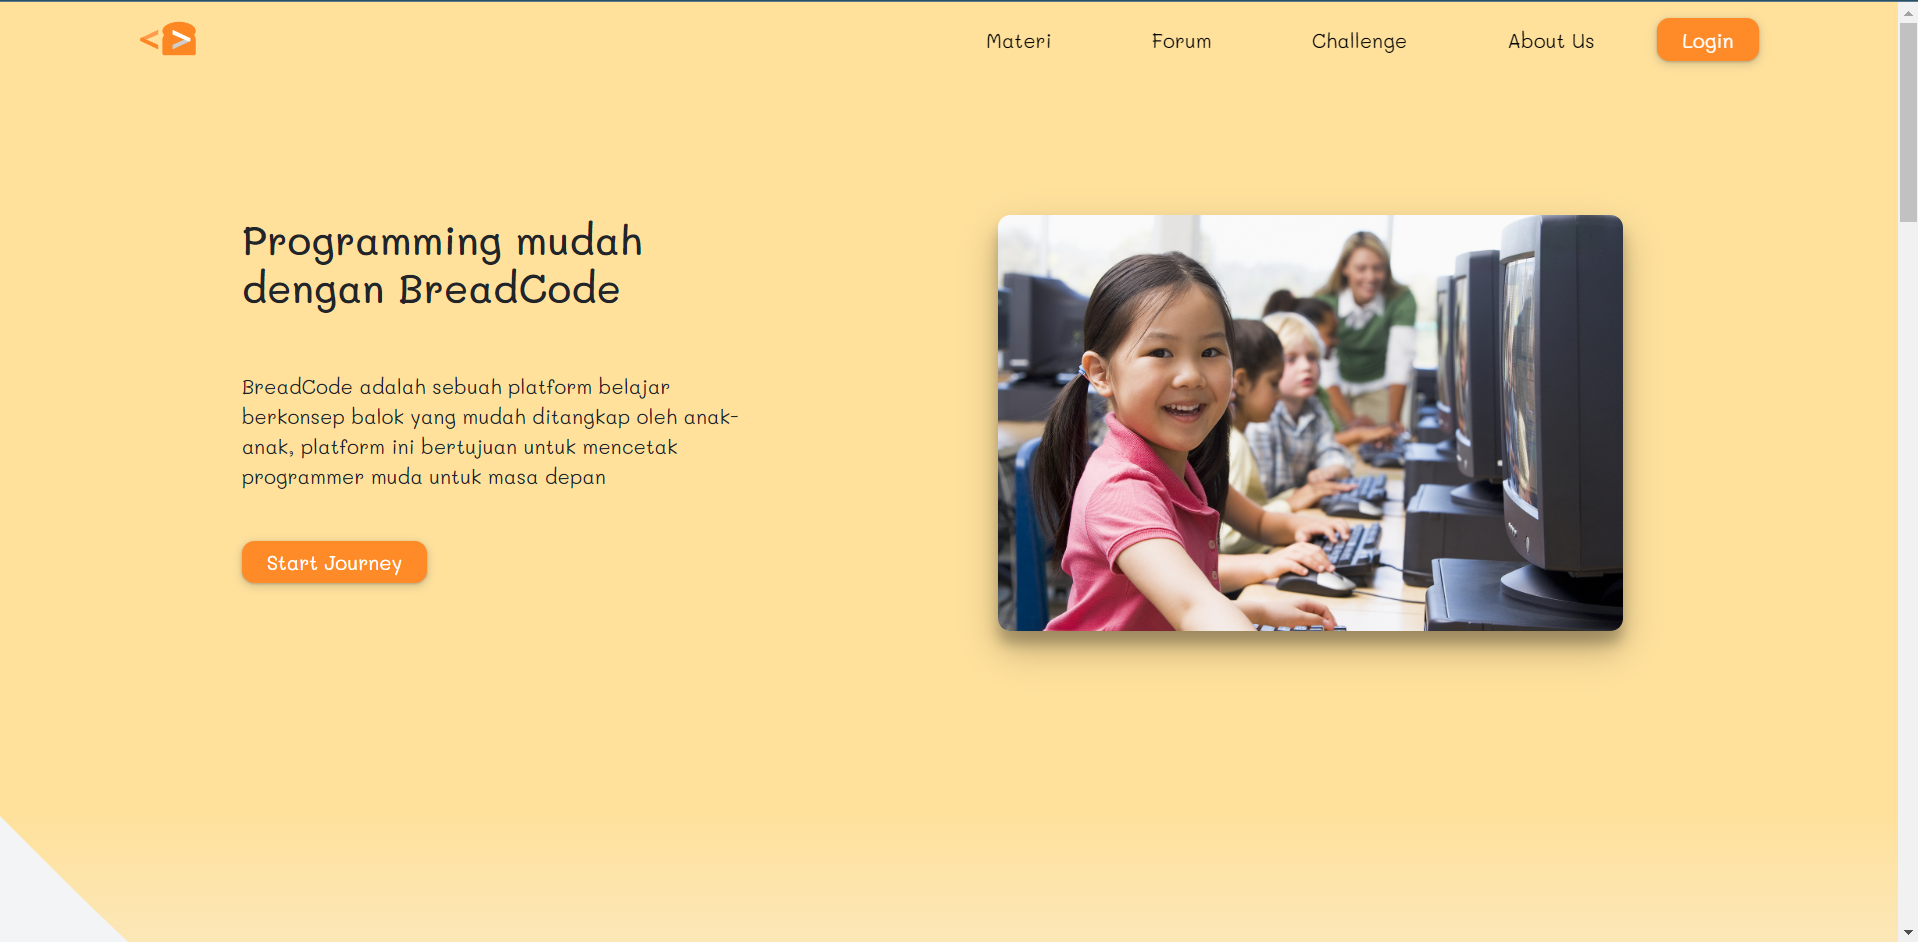 Materi
Forum
Challenge
About Us
Login
Programming mudah
dengan BreadCode
BreadCode adalah sebuah platform belajar
berkonsep balok yang mudah ditangkap oleh anak-
anak, platform ini bertujuan untuk mencetak
programmer muda untuk masa depan
Start Journey